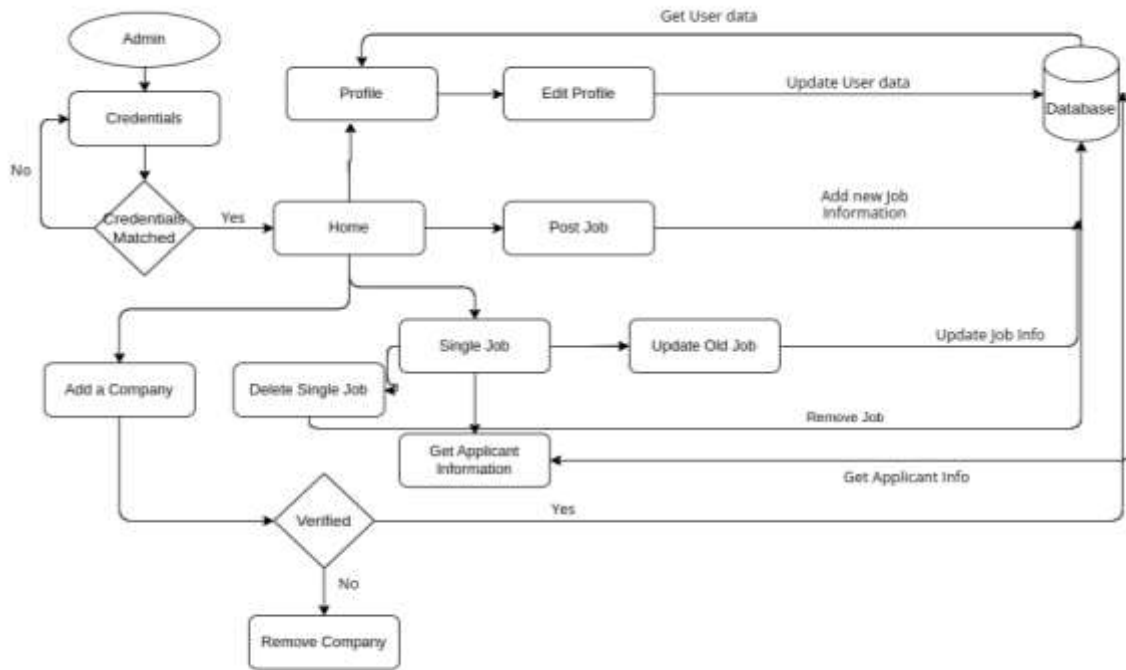 Get User data
Admin
Profile
Edit Profile
Update User data
Database
Credentials
No
Credentials
Matched
Yes
Home
Post Job
Add new Job
Information
Single Job
Update Old Job
Update Job Info
Add a Company
Delete Single Job
Remove Job
Get Applicant
Information
Get Applicant Info
Verified
Yes
No
Remove Company